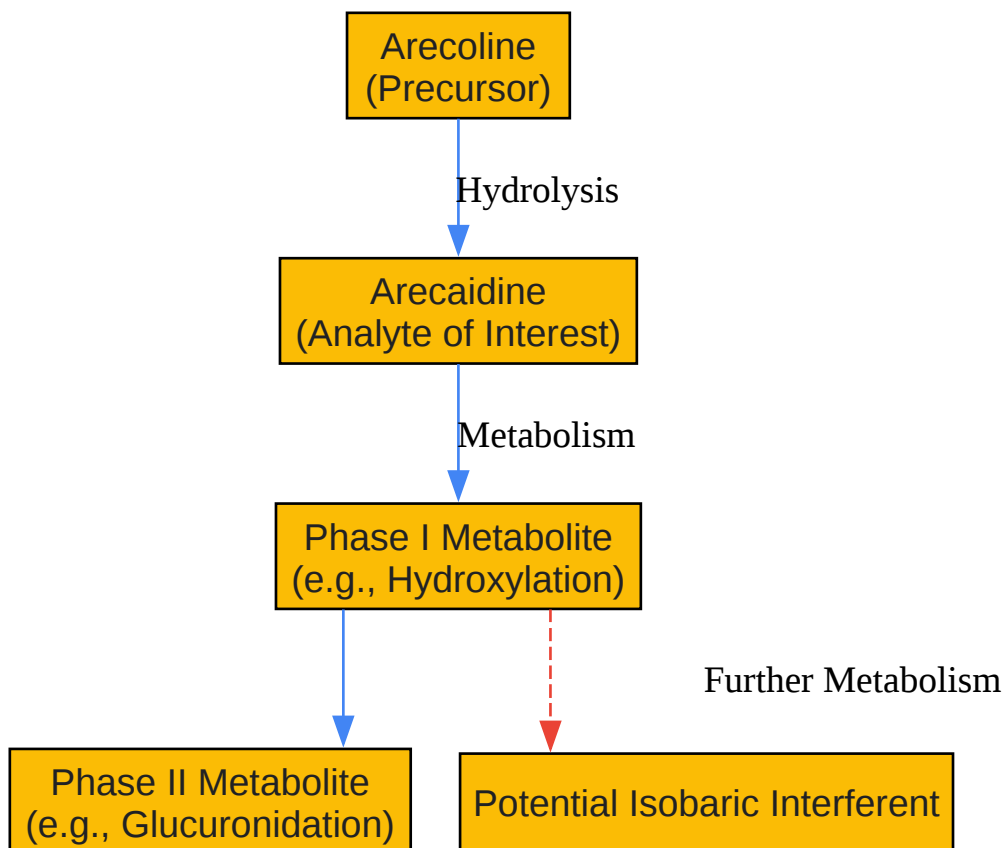 Arecoline
(Precursor)
Hydrolysis
Arecaidine
(Analyte of Interest)
Metabolism
Phase I Metabolite
(e.g., Hydroxylation)
Further Metabolism
Phase II Metabolite
(e.g., Glucuronidation)
Potential Isobaric Interferent